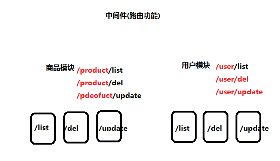 中间件(路由功能)
商品模块 /product/list
/product/del
/pdeofuct/update
用户模块 /user/list
/user/del
/user/update
/list /del /update
/list /del /update